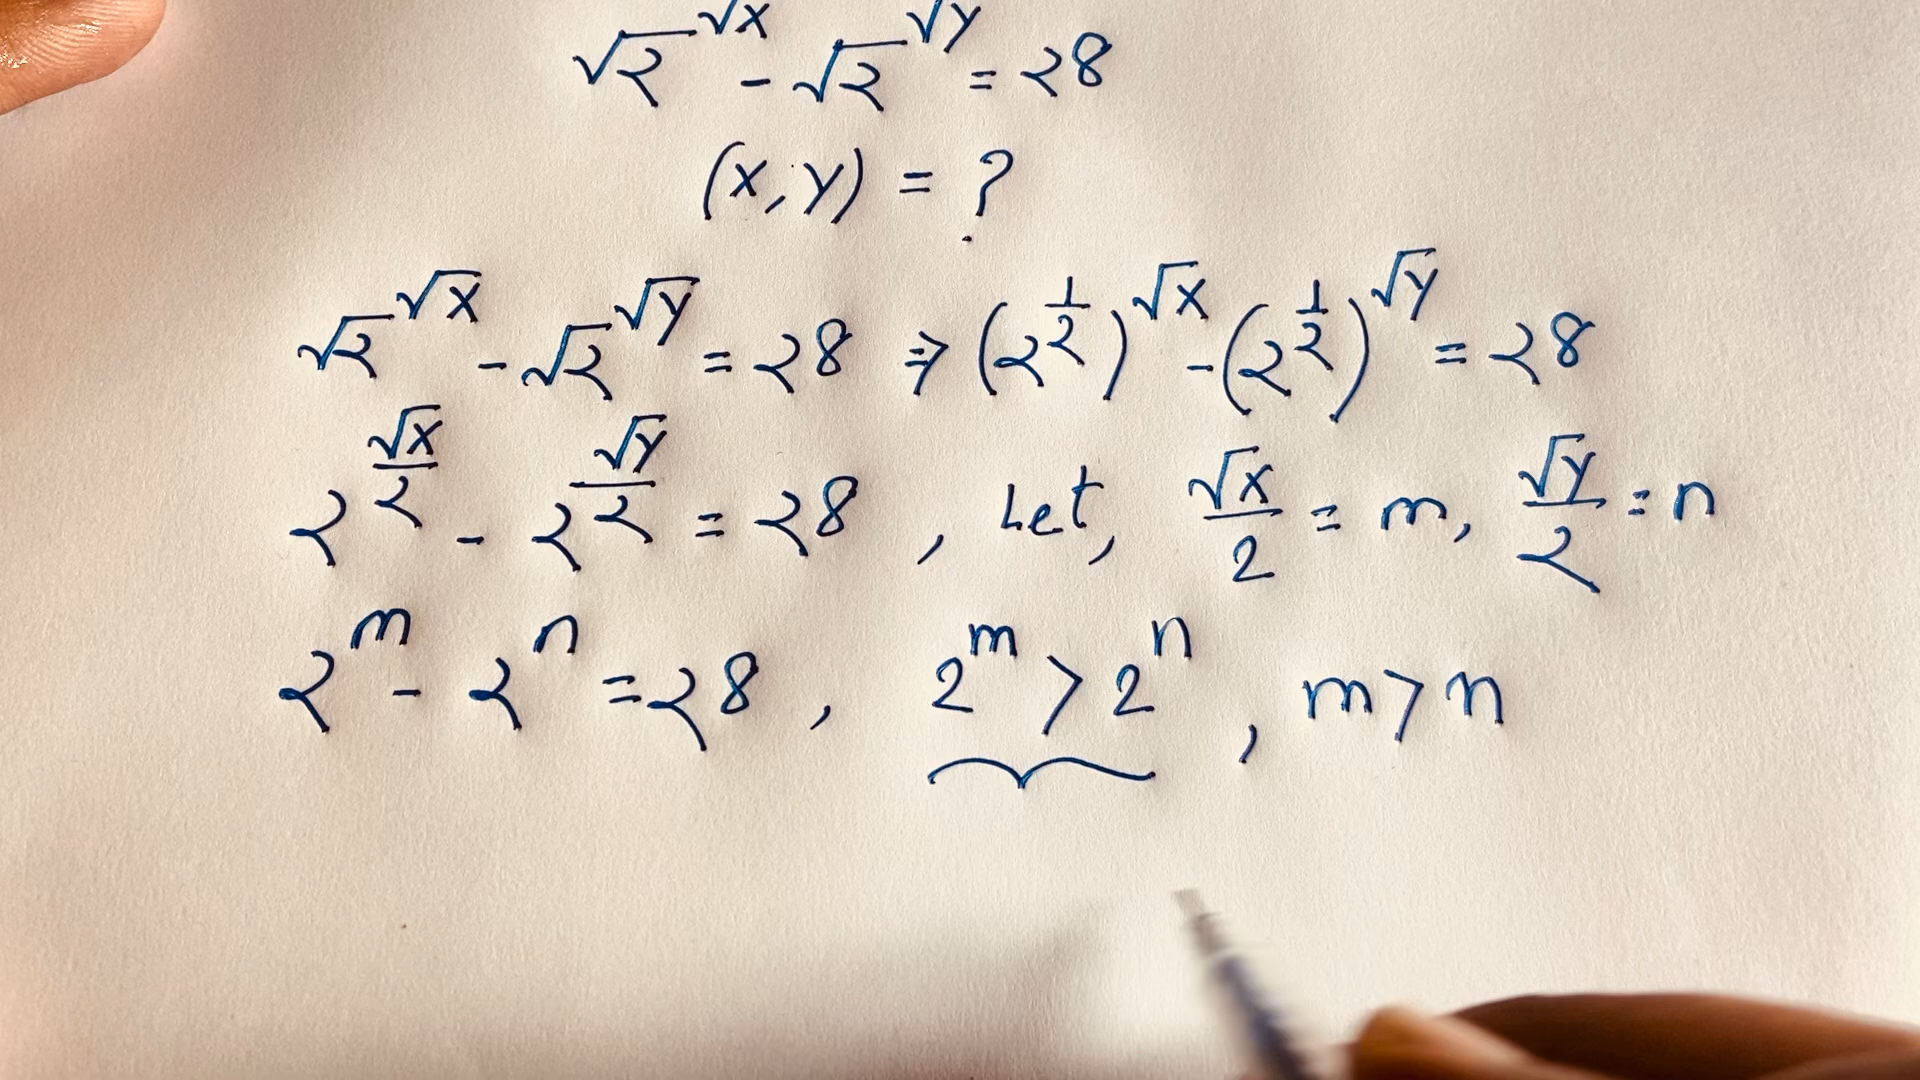 √2^√x - √2^√y = 28
(x, y) = ?
√2^√x - √2^√y = 28 ⇒ (2^(1/2))^√x - (2^(1/2))^√y = 28
2^(√x/2) - 2^(√y/2) = 28 , Let, √x/2 = m, √y/2 = n
2^m - 2^n = 28 , 2^m > 2^n , m > n